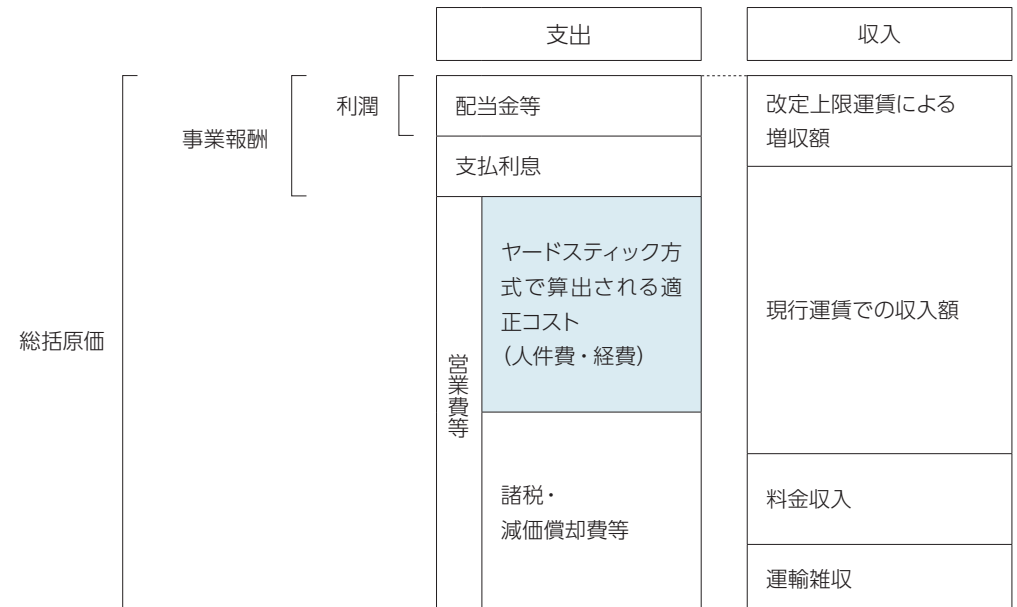 支出
収入
総括原価
事業報酬
利潤
配当金等
支払利息
営業費等
ヤードスティック方
式で算出される適
正コスト
(人件費・経費)
諸税・
減価償却費等
改定上限運賃による
増収額
現行運賃での収入額
料金収入
運輸雑収